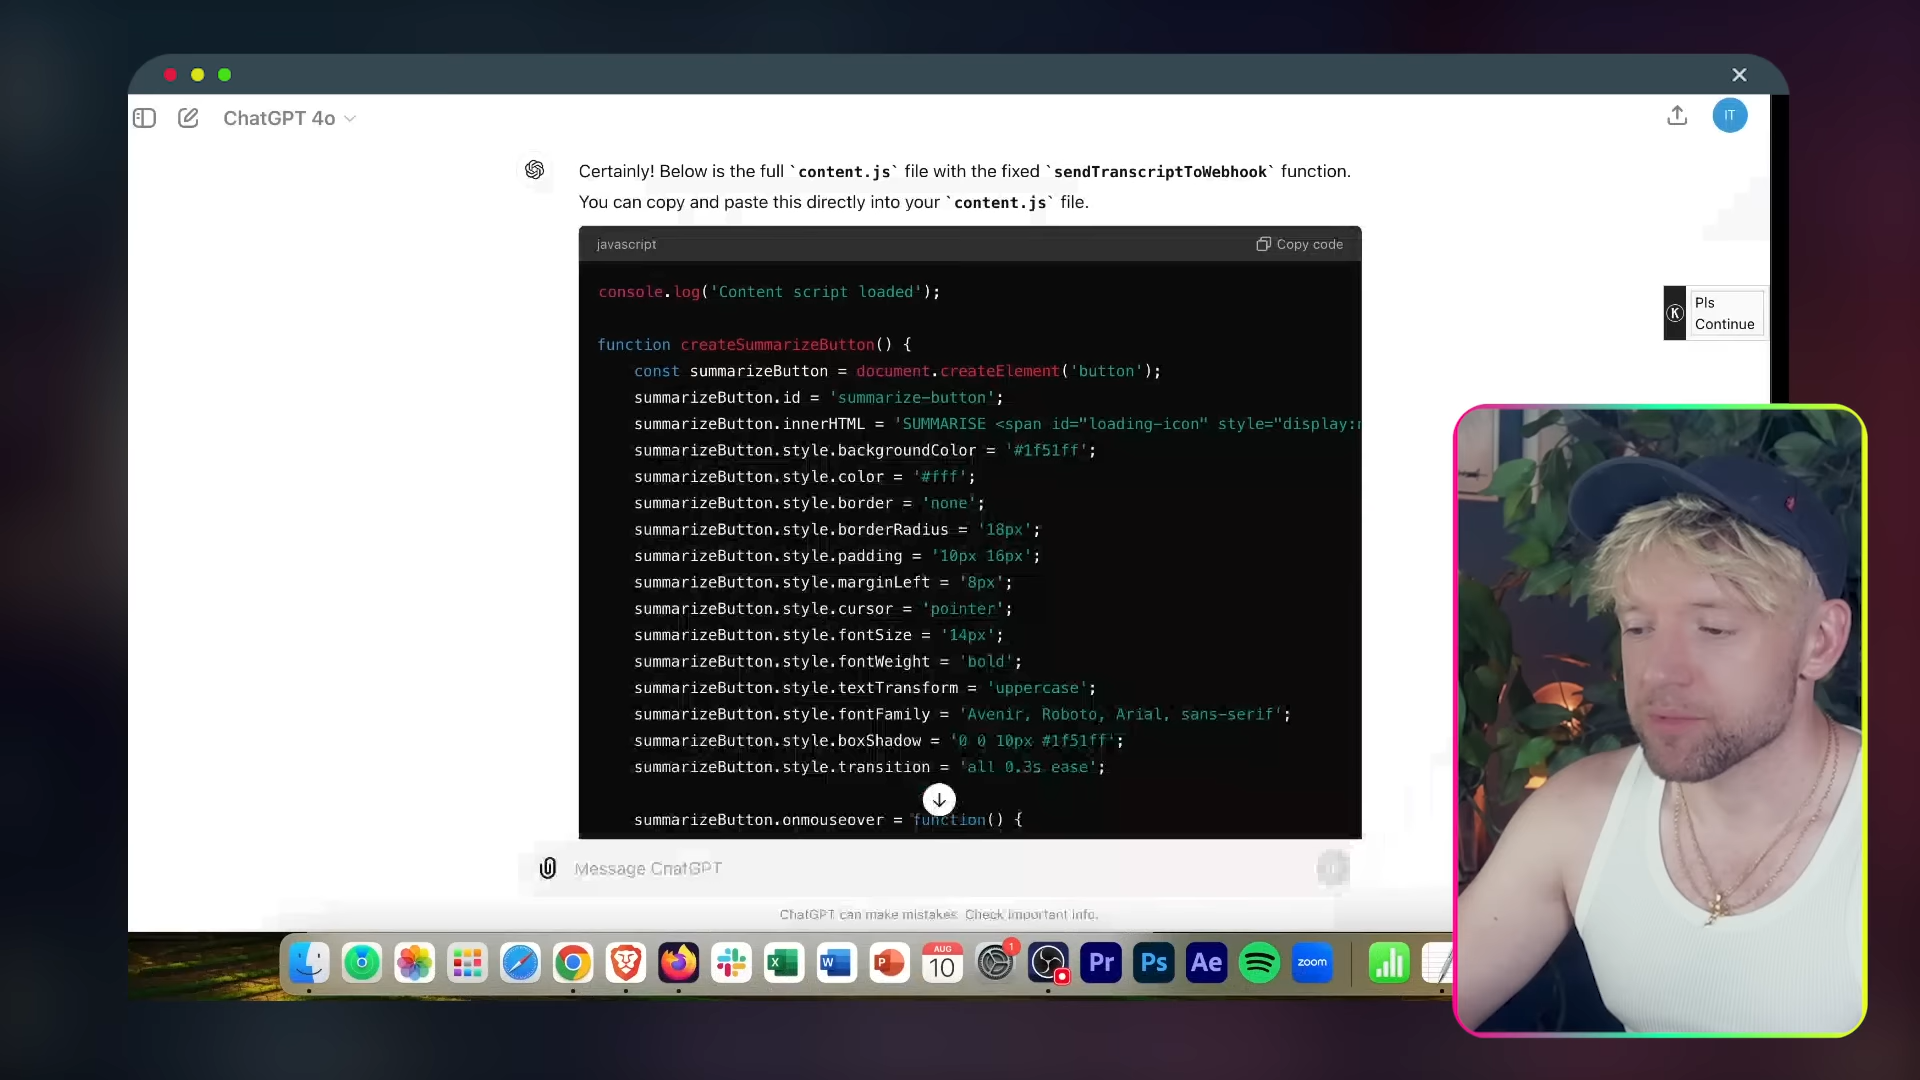 ChatGPT 4o
IT
Certainly! Below is the full `content.js` file with the fixed `sendTranscriptToWebhook` function.
You can copy and paste this directly into your `content.js` file.
javascript
Copy code
console.log('Content script loaded');
function createSummarizeButton() {
const summarizeButton = document.createElement('button');
summarizeButton.id = 'summarize-button';
summarizeButton.innerHTML = 'SUMMARISE <span id="loading-icon" style="display:
summarizeButton.style.backgroundColor = '#1f51ff';
summarizeButton.style.color = '#fff';
summarizeButton.style.border = 'none';
summarizeButton.style.borderRadius = '18px';
summarizeButton.style.padding = '10px 16px';
summarizeButton.style.marginLeft = '8px';
summarizeButton.style.cursor = 'pointer';
summarizeButton.style.fontSize = '14px';
summarizeButton.style.fontWeight = 'bold';
summarizeButton.style.textTransform = 'uppercase';
summarizeButton.style.fontFamily = 'Avenir, Roboto, Arial, sans-serif';
summarizeButton.style.boxShadow = '0 0 10px #1f51ff';
summarizeButton.style.transition = 'all 0.3s ease';
summarizeButton.onmouseover = function() {
K
Pls
Continue
Message ChatGPT
ChatGPT can make mistakes. Check important info.
X
W
P
AUG
10
1
Pr
Ps
Ae
zoom